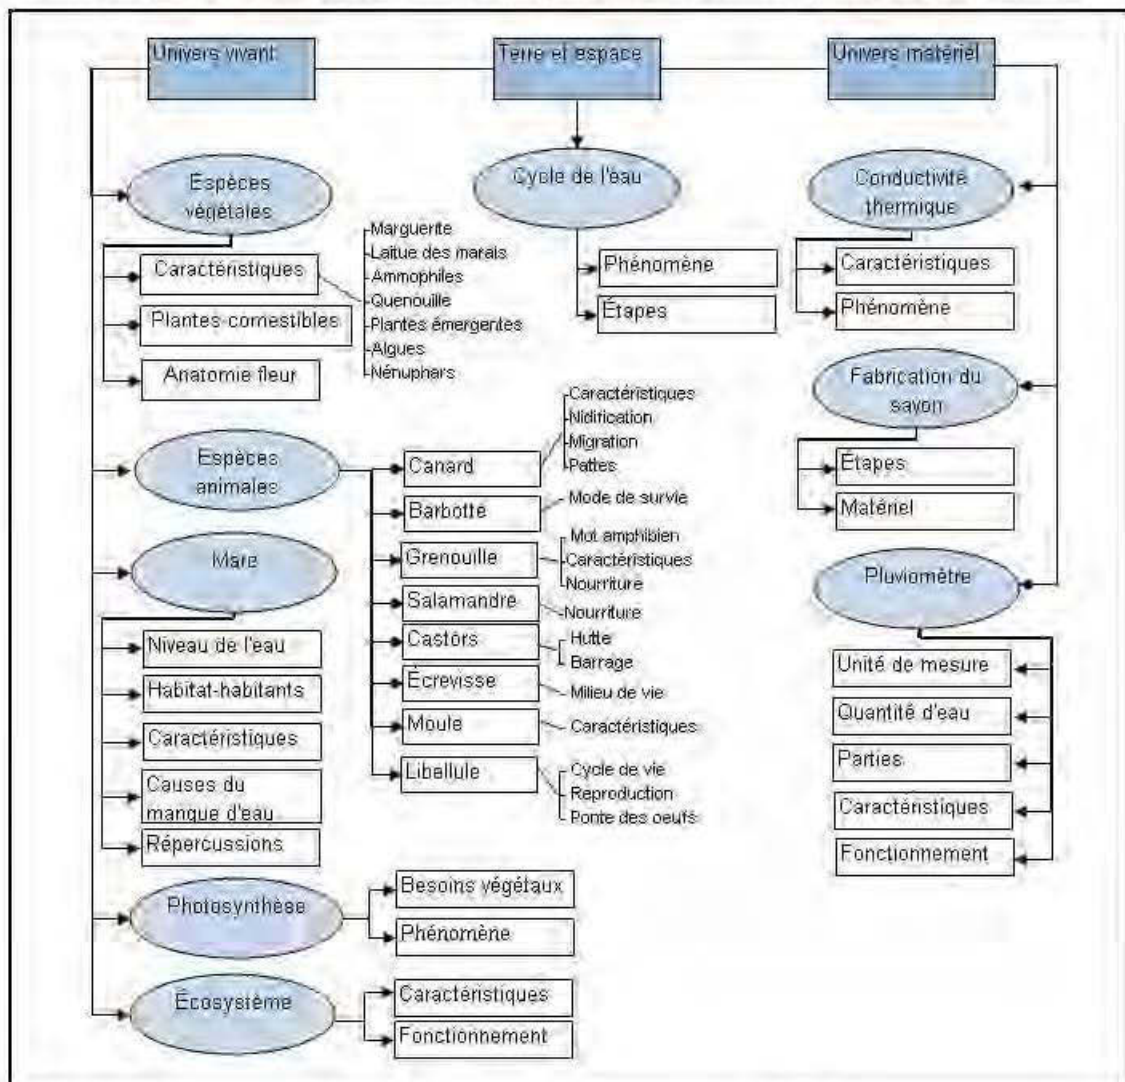 Univers vivant
Terre et espace
Univers matériel
Espèces
végétales
Caractéristiques
Plantes comestibles
Anatomie fleur
Marguerite
Laitue des marais
Ammophiles
Quenouille
Plantes émergentes
Algues
Nénuphars
Cycle de l'eau
Phénomène
Étapes
Conductivité
thermique
Caractéristiques
Phénomène
Fabrication du
savon
Étapes
Matériel
Pluviomètre
Unité de mesure
Quantité d'eau
Parties
Caractéristiques
Fonctionnement
Espèces
animales
Canard
Caractéristiques
Nidification
Migration
Pattes
Barbotte
Mode de survie
Grenouille
Mot amphibien
Caractéristiques
Nourriture
Salamandre
Nourriture
Castors
Hutte
Barrage
Écrevisse
Milieu de vie
Moule
Caractéristiques
Libellule
Cycle de vie
Reproduction
Ponte des oeufs
Mare
Niveau de l'eau
Habitat-habitants
Caractéristiques
Causes du
manque d'eau
Répercussions
Photosynthèse
Besoins végétaux
Phénomène
Écosystème
Caractéristiques
Fonctionnement